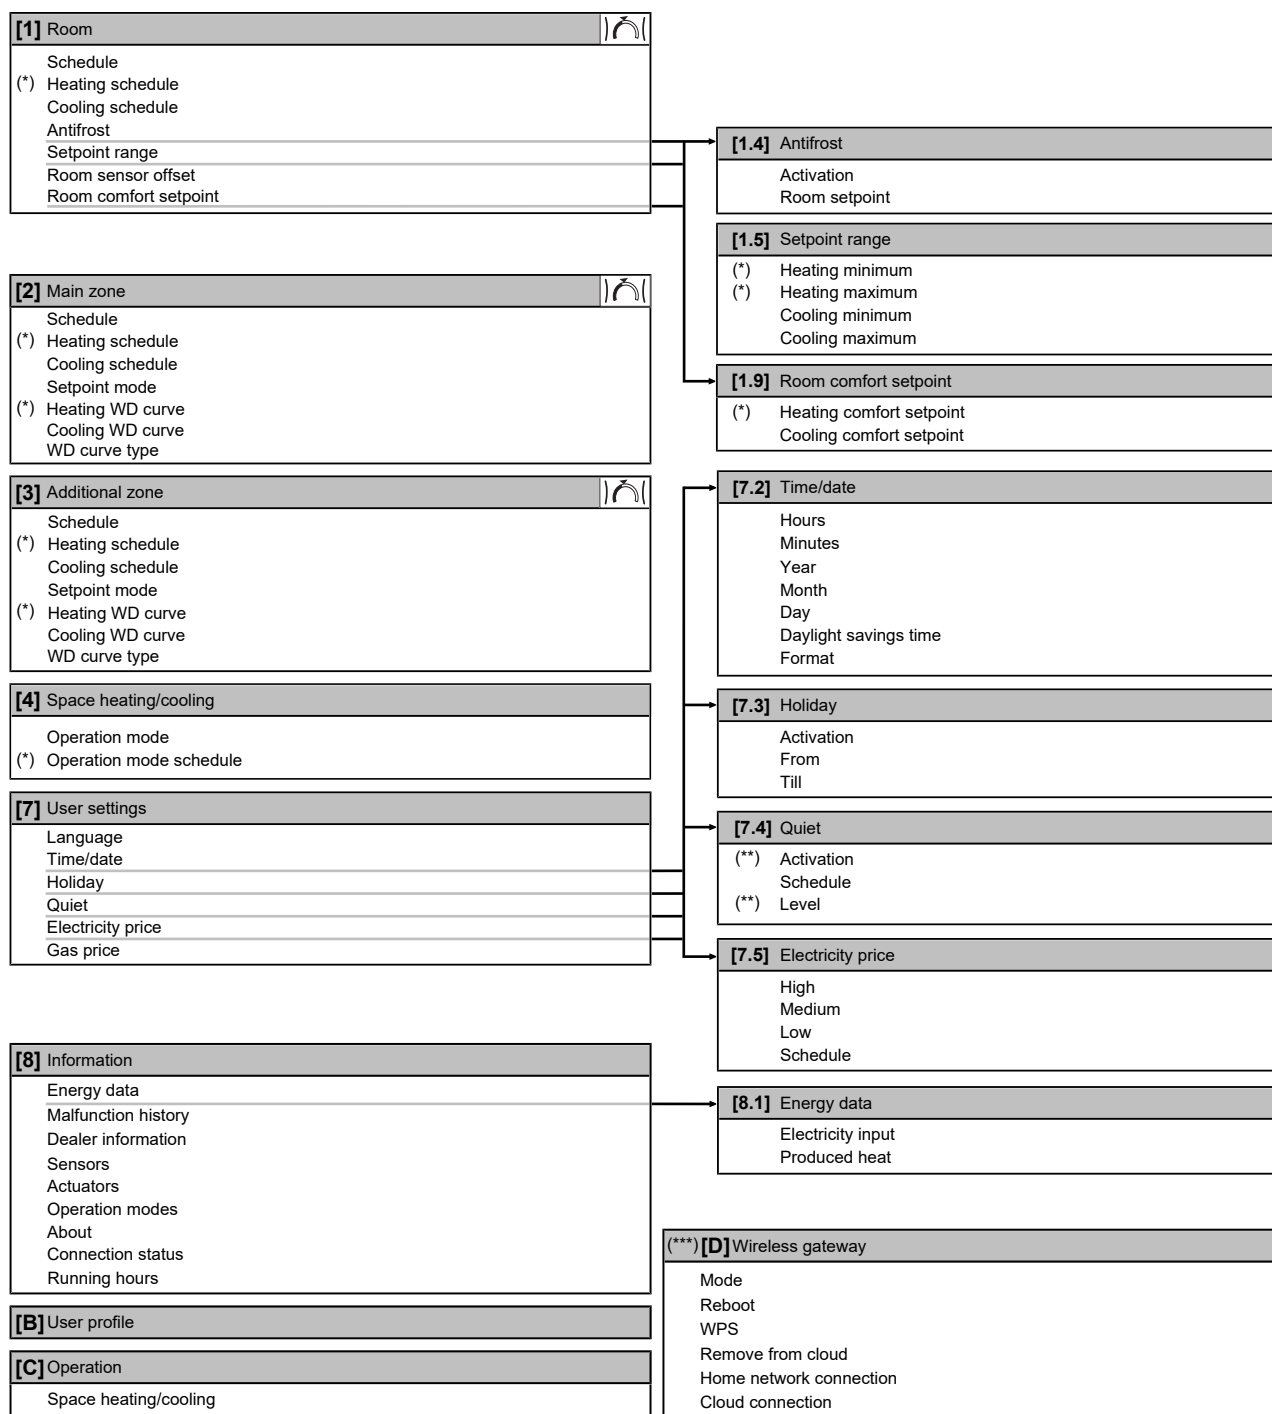 [1] Room
Schedule
(*) Heating schedule
Cooling schedule
Antifrost
Setpoint range
Room sensor offset
Room comfort setpoint
[2] Main zone
Schedule
(*) Heating schedule
Cooling schedule
Setpoint mode
(*) Heating WD curve
Cooling WD curve
WD curve type
[3] Additional zone
Schedule
(*) Heating schedule
Cooling schedule
Setpoint mode
(*) Heating WD curve
Cooling WD curve
WD curve type
[4] Space heating/cooling
Operation mode
(*) Operation mode schedule
[7] User settings
Language
Time/date
Holiday
Quiet
Electricity price
Gas price
[8] Information
Energy data
Malfunction history
Dealer information
Sensors
Actuators
Operation modes
About
Connection status
Running hours
[B] User profile
[C] Operation
Space heating/cooling
[1.4] Antifrost
Activation
Room setpoint
[1.5] Setpoint range
(*) Heating minimum
(*) Heating maximum
Cooling minimum
Cooling maximum
[1.9] Room comfort setpoint
(*) Heating comfort setpoint
Cooling comfort setpoint
[7.2] Time/date
Hours
Minutes
Year
Month
Day
Daylight savings time
Format
[7.3] Holiday
Activation
From
Till
[7.4] Quiet
(**) Activation
Schedule
(**) Level
[7.5] Electricity price
High
Medium
Low
Schedule
[8.1] Energy data
Electricity input
Produced heat
(***) [D] Wireless gateway
Mode
Reboot
WPS
Remove from cloud
Home network connection
Cloud connection